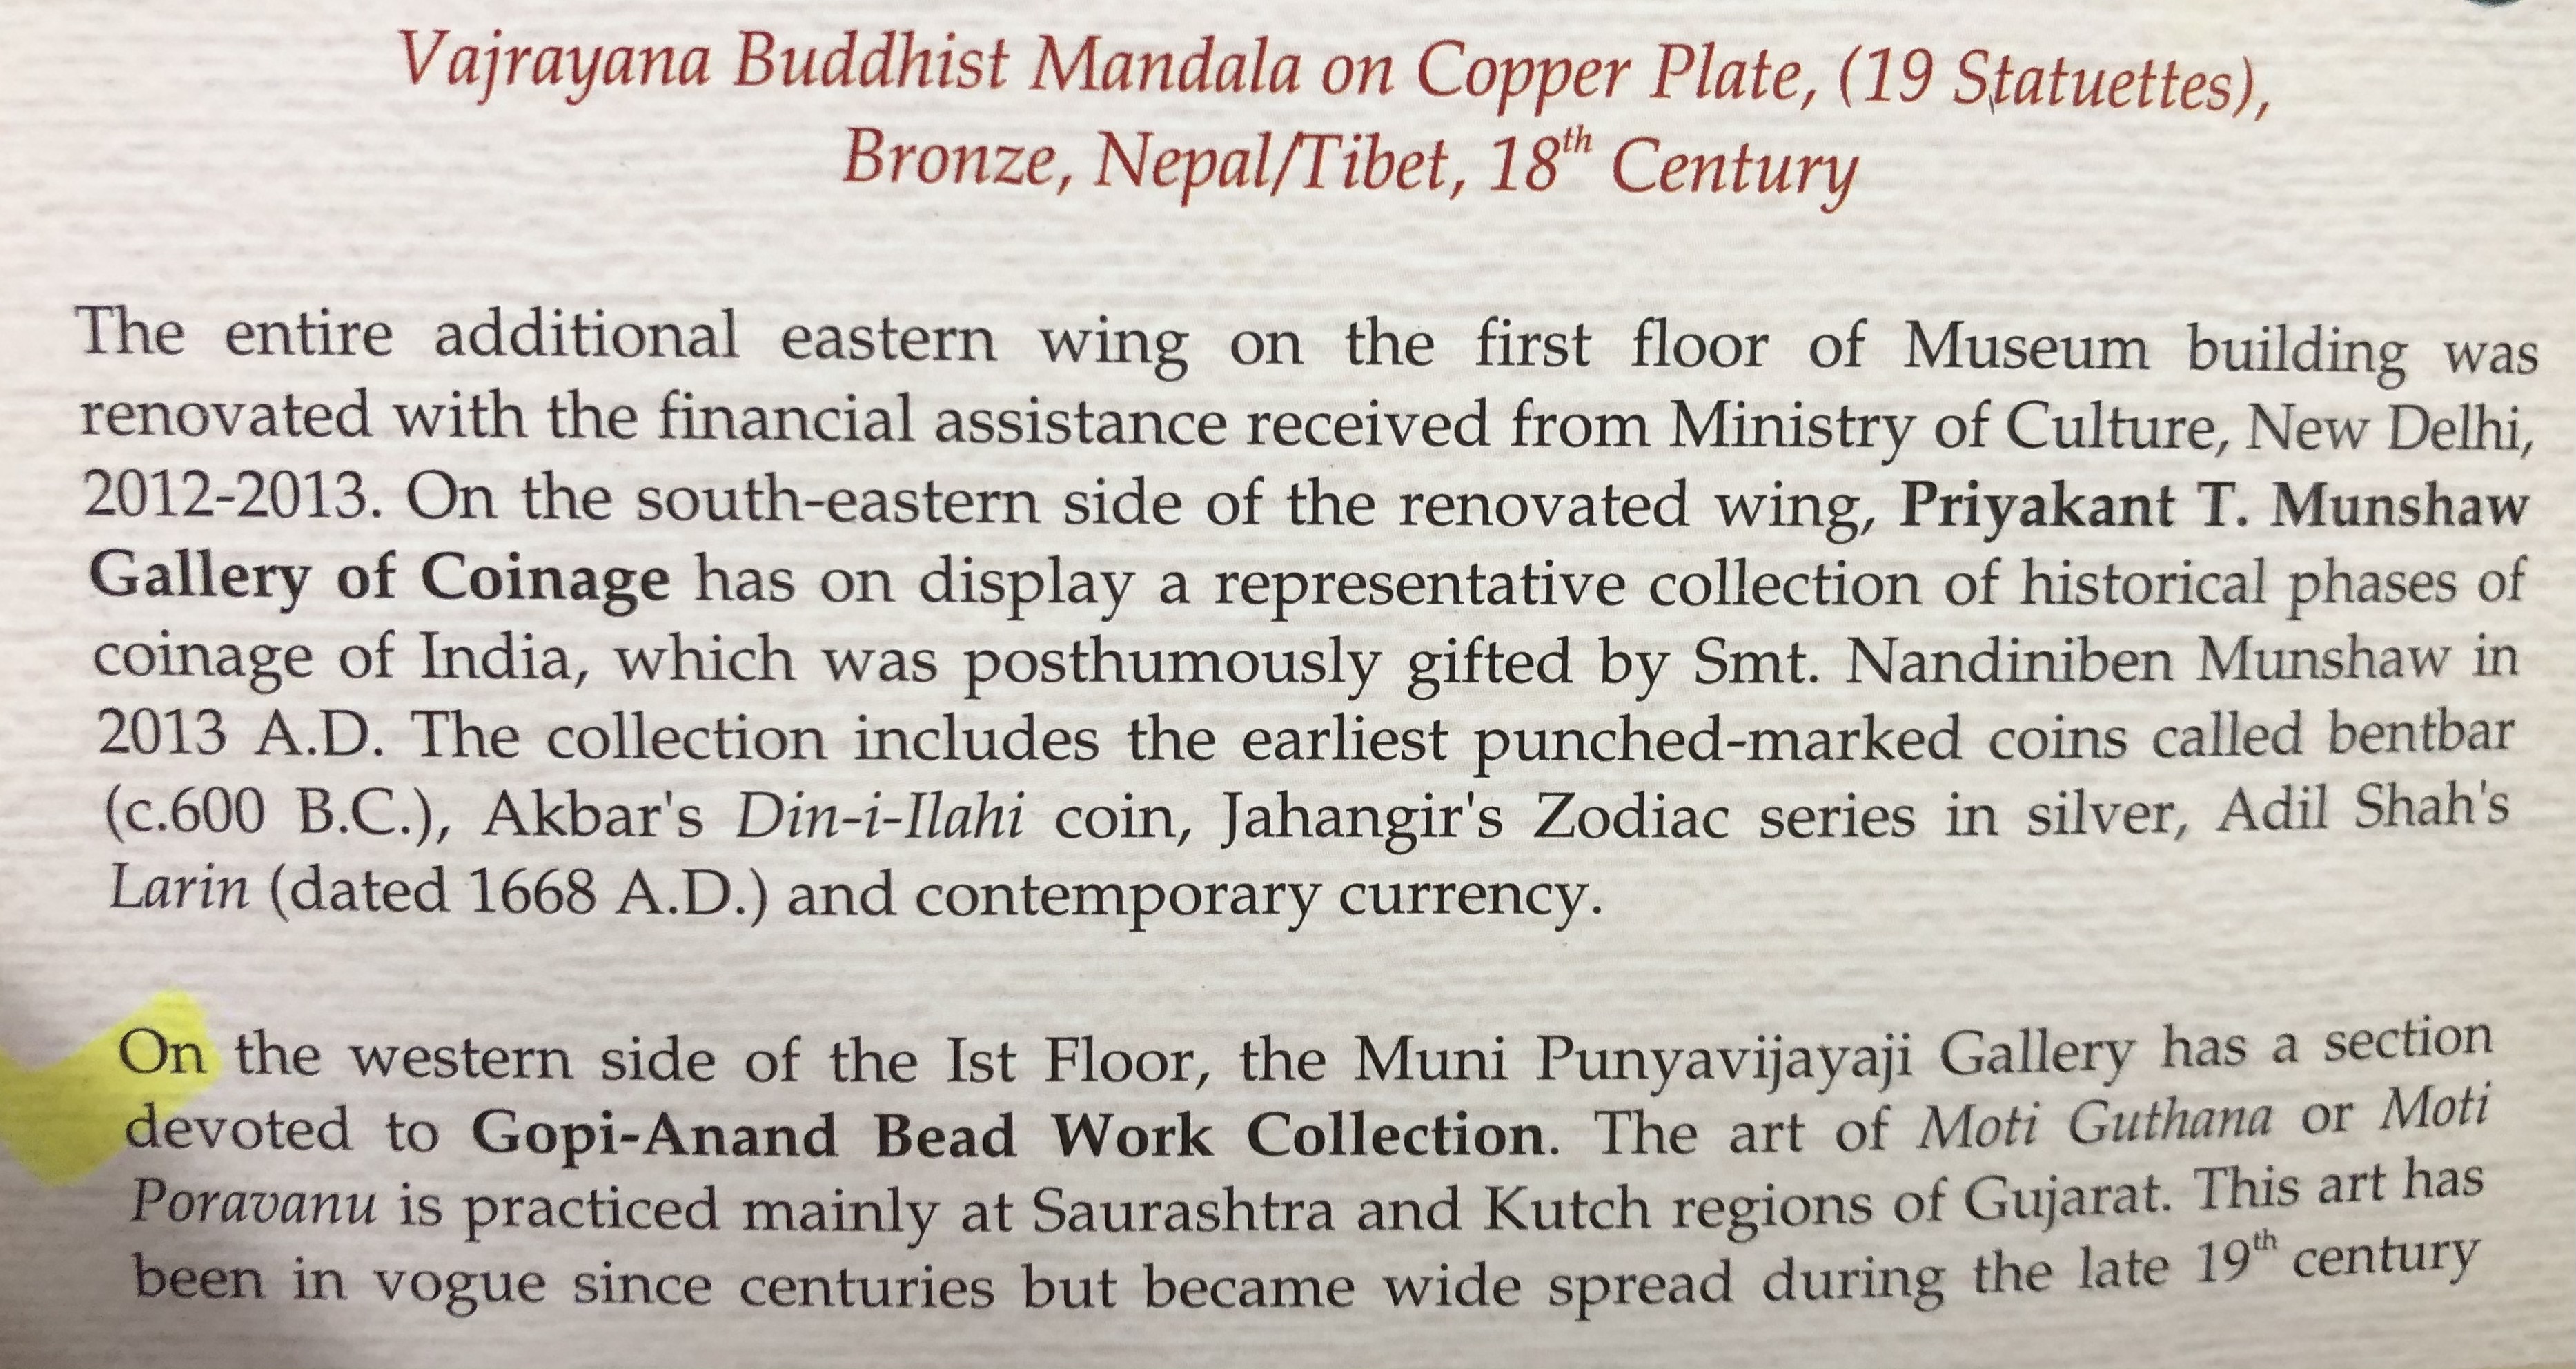 Vajrayana Buddhist Mandala on Copper Plate, (19 Statuettes),
Bronze, Nepal/Tibet, 18th Century
The entire additional eastern wing on the first floor of Museum building was
renovated with the financial assistance received from Ministry of Culture, New Delhi,
2012-2013. On the south-eastern side of the renovated wing, Priyakant T. Munshaw
Gallery of Coinage has on display a representative collection of historical phases of
coinage of India, which was posthumously gifted by Smt. Nandiniben Munshaw in
2013 A.D. The collection includes the earliest punched-marked coins called bentbar
(c.600 B.C.), Akbar's Din-i-Ilahi coin, Jahangir's Zodiac series in silver, Adil Shah's
Larin (dated 1668 A.D.) and contemporary currency.
On the western side of the Ist Floor, the Muni Punyavijayaji Gallery has a section
devoted to Gopi-Anand Bead Work Collection. The art of Moti Guthana or Moti
Poravanu is practiced mainly at Saurashtra and Kutch regions of Gujarat. This art has
been in vogue since centuries but became wide spread during the late 19th century